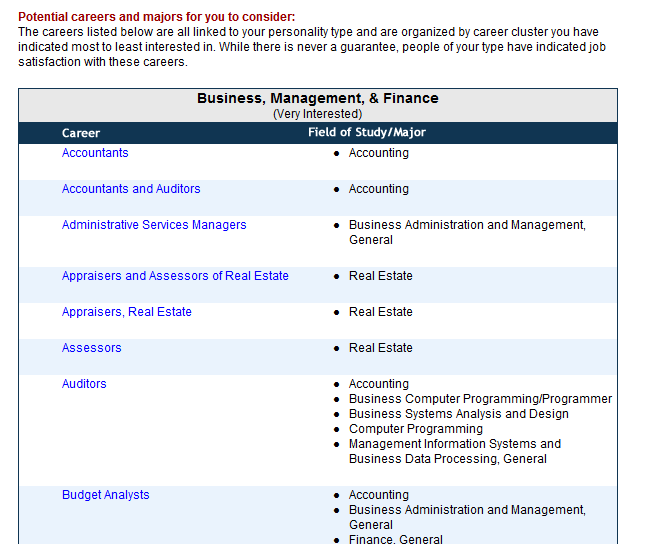 Potential careers and majors for you to consider:
The careers listed below are all linked to your personality type and are organized by career cluster you have
indicated most to least interested in. While there is never a guarantee, people of your type have indicated job
satisfaction with these careers.
Business, Management, & Finance
(Very Interested)
Career Field of Study/Major
Accountants • Accounting
Accountants and Auditors • Accounting
Administrative Services Managers • Business Administration and Management,
General
Appraisers and Assessors of Real Estate • Real Estate
Appraisers, Real Estate • Real Estate
Assessors • Real Estate
Auditors • Accounting
• Business Computer Programming/Programmer
• Business Systems Analysis and Design
• Computer Programming
• Management Information Systems and
Business Data Processing, General
Budget Analysts • Accounting
• Business Administration and Management,
General
• Finance, General